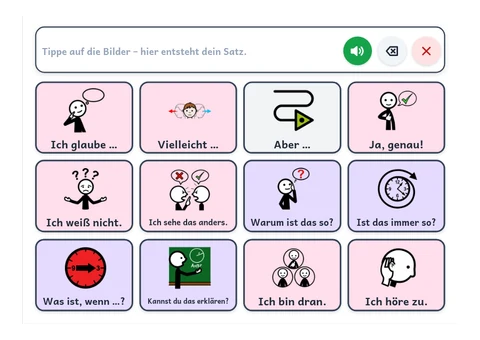 Tippe auf die Bilder – hier entsteht dein Satz.
Ich glaube ...
Vielleicht ...
Aber ...
Ja, genau!
Ich weiß nicht.
Ich sehe das anders.
Warum ist das so?
Ist das immer so?
Was ist, wenn ...?
Kannst du das erklären?
Ich bin dran.
Ich höre zu.